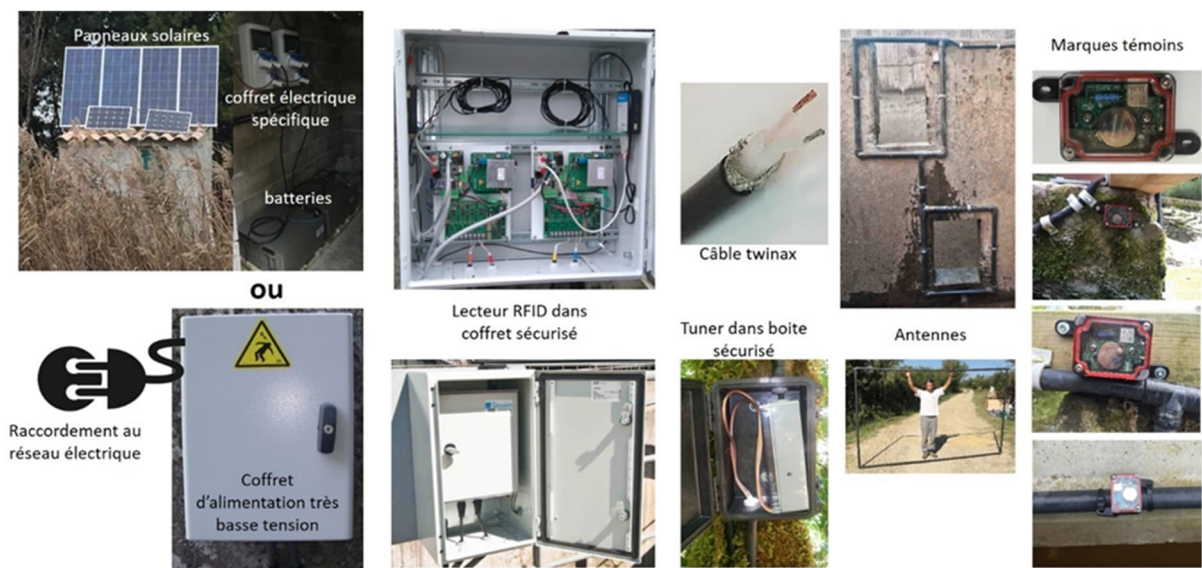 Panneaux solaires
coffret électrique
spécifique
batteries
ou
Raccordement au
réseau électrique
Coffret
d'alimentation très
basse tension
Lecteur RFID dans
coffret sécurisé
Câble twinax
Tuner dans boite
sécurisé
Antennes
Marques témoins